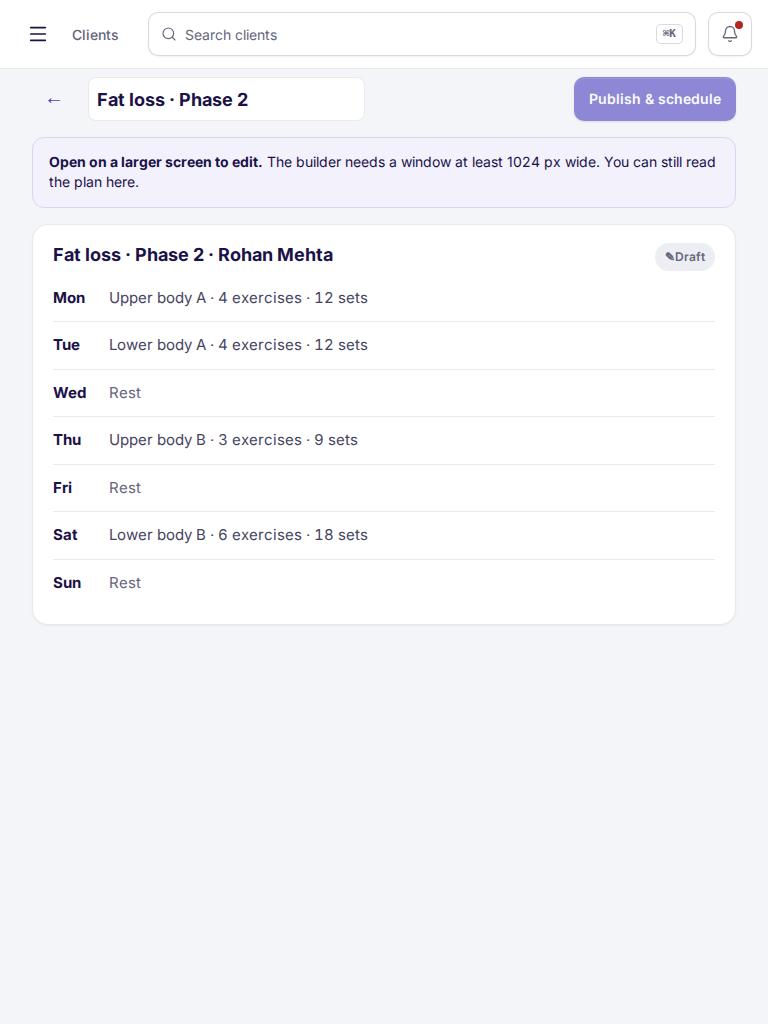 Clients
Search clients
⌘K
←
Fat loss · Phase 2
Publish & schedule
Open on a larger screen to edit. The builder needs a window at least 1024 px wide. You can still read
the plan here.
Fat loss · Phase 2 · Rohan Mehta
✎Draft
Mon Upper body A · 4 exercises · 12 sets
Tue Lower body A · 4 exercises · 12 sets
Wed Rest
Thu Upper body B · 3 exercises · 9 sets
Fri Rest
Sat Lower body B · 6 exercises · 18 sets
Sun Rest